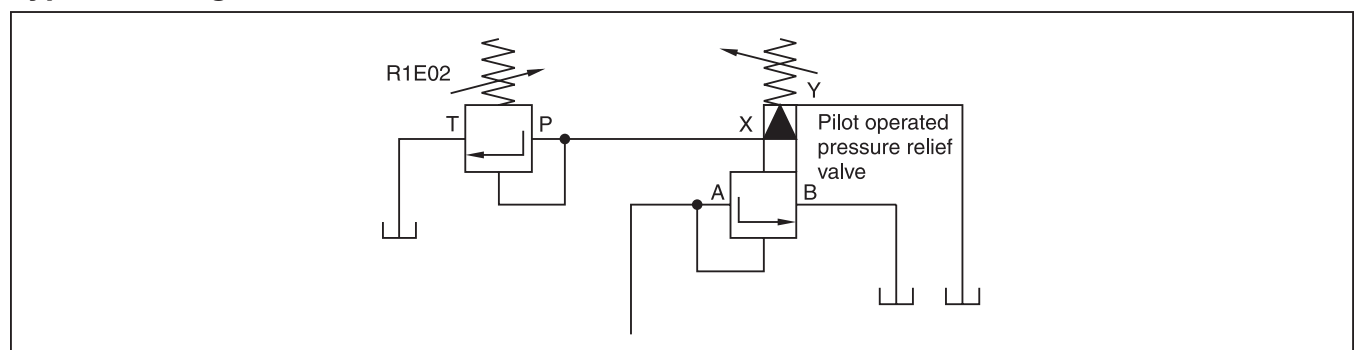 R1E02
T
P
X
Y
Pilot operated
pressure relief
valve
A
B